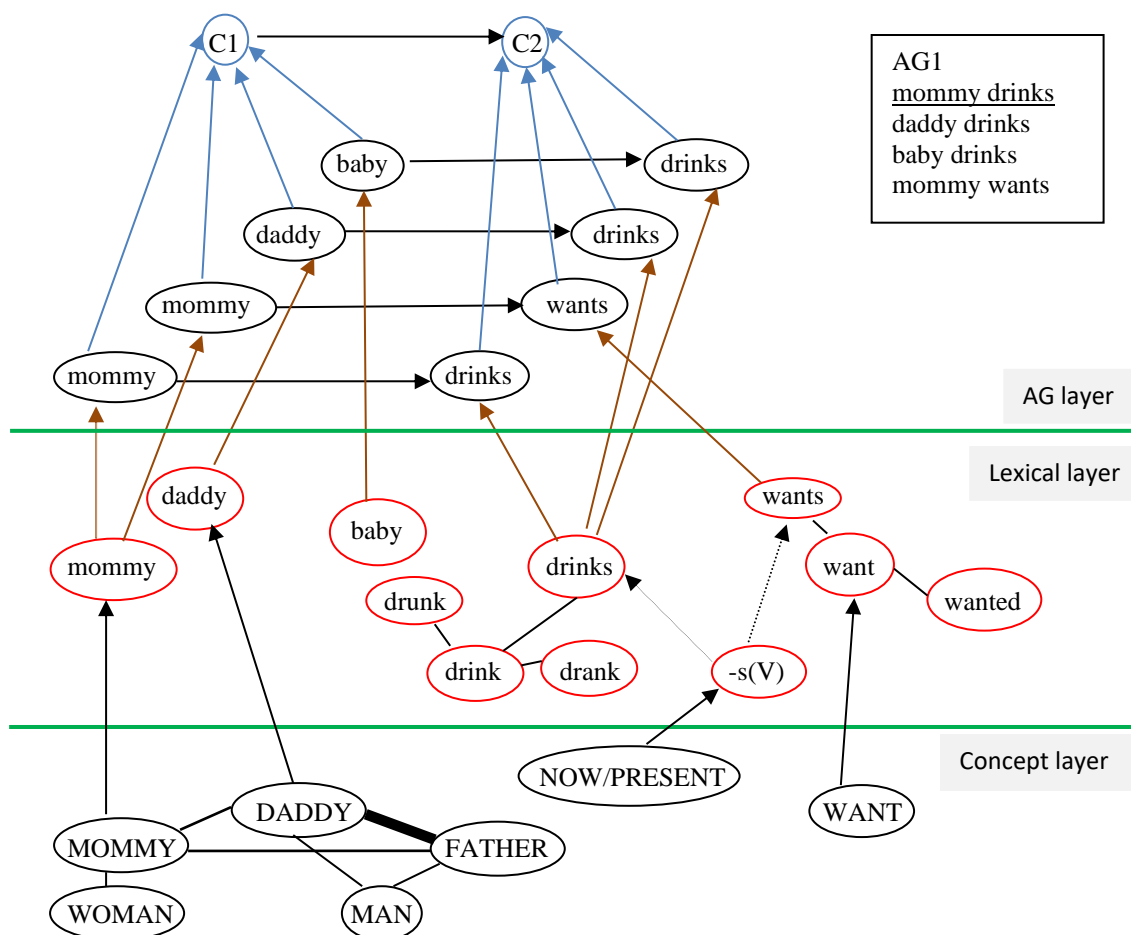 C1
C2
AG1
mommy drinks
daddy drinks
baby drinks
mommy wants
baby
drinks
daddy
drinks
mommy
wants
mommy
drinks
AG layer
Lexical layer
daddy
wants
baby
mommy
drinks
want
drunk
wanted
drink
drank
-s(V)
Concept layer
NOW/PRESENT
DADDY
WANT
MOMMY
FATHER
WOMAN
MAN